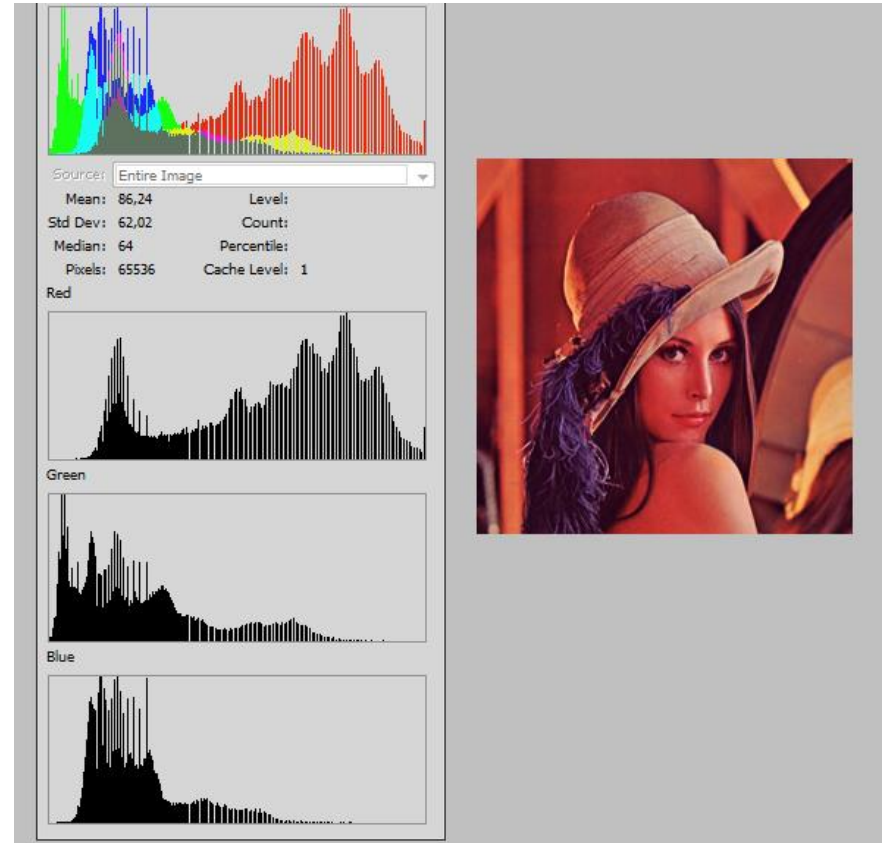 Source: Entire Image
Mean: 86,24 Level:
Std Dev: 62,02 Count:
Median: 64 Percentile:
Pixels: 65536 Cache Level: 1
Red
Green
Blue